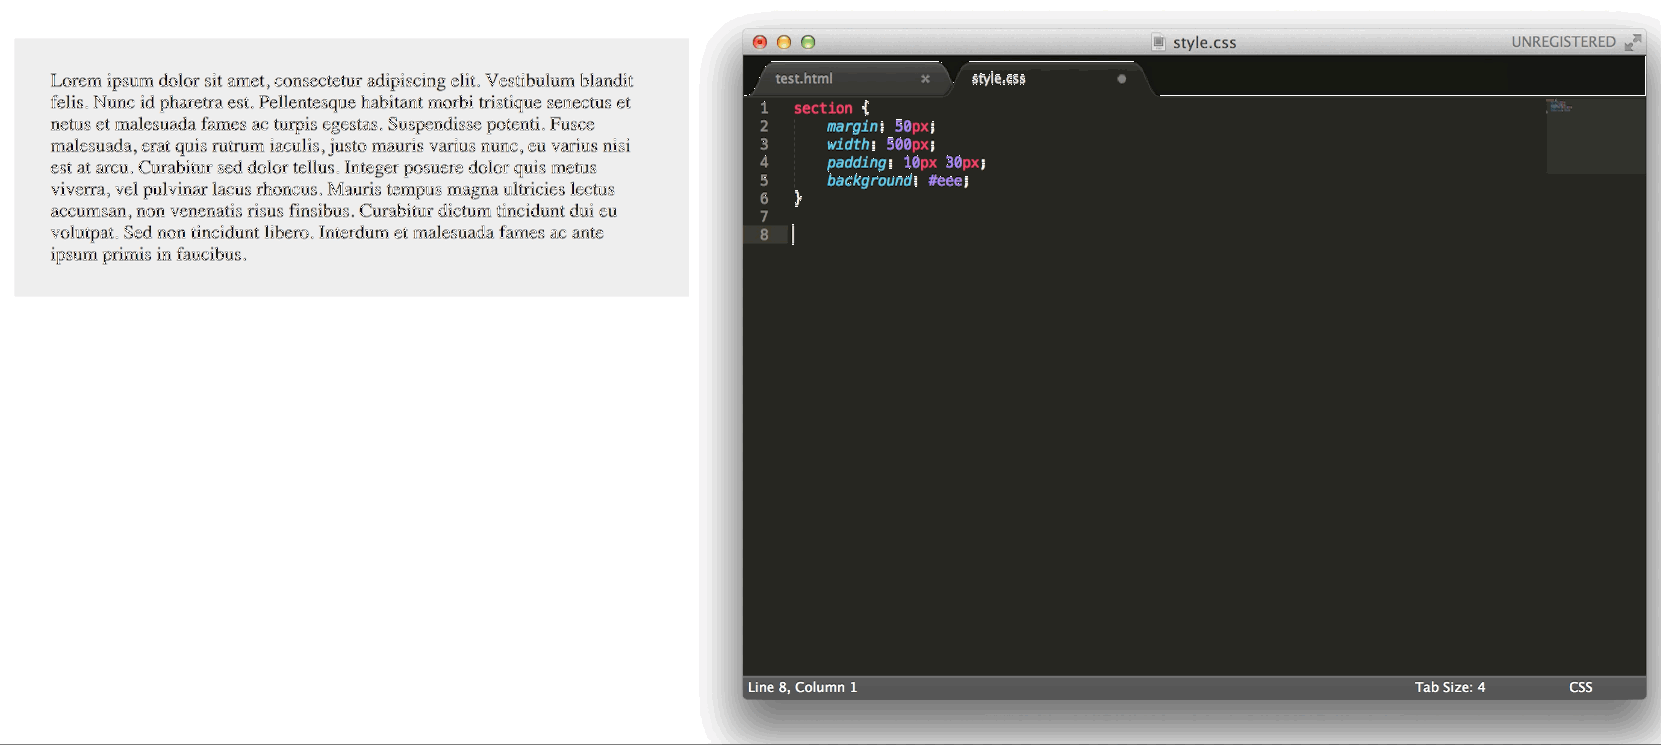 Lorem ipsum dolor sit amet, consectetur adipiscing elit. Vestibulum blandit
felis. Nunc id pharetra est. Pellentesque habitant morbi tristique senectus et
netus et malesuada fames ac turpis egestas. Suspendisse potenti. Fusce
malesuada, erat quis rutrum iaculis, justo mauris varius nunc, eu varius nisi
est at arcu. Curabitur sed dolor tellus. Integer posuere dolor quis metus
viverra, vel pulvinar lacus rhoncus. Mauris tempus magna ultricies lectus
accumsan, non venenatis risus finsibus. Curabitur dictum tincidunt dui eu
volutpat. Sed non tincidunt libero. Interdum et malesuada fames ac ante
ipsum primis in faucibus.
style.css
UNREGISTERED
test.html
style.css
1 section {
2 margin: 50px;
3 width: 500px;
4 padding: 10px 30px;
5 background: #eee;
6 }
7
8
Line 8, Column 1
Tab Size: 4
CSS